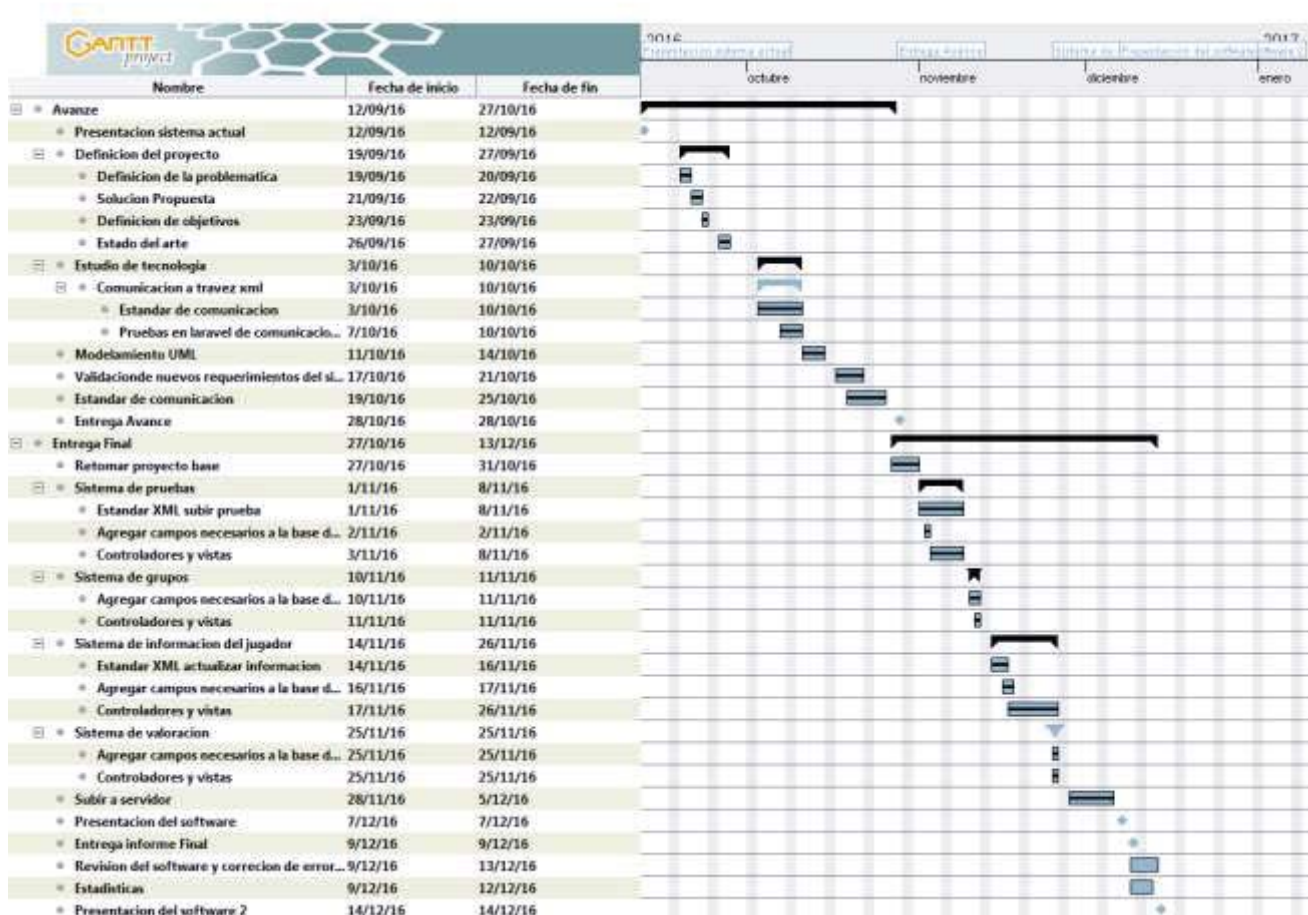 GANTT
project
2016
2017
Presentacion sistema actual
Entrega Avance
octubre
noviembre
diciembre
enero
Nombre Fecha de inicio Fecha de fin
Avanze 12/09/16 27/10/16
Presentacion sistema actual 12/09/16 12/09/16
Definicion del proyecto 19/09/16 27/09/16
Definicion de la problematica 19/09/16 20/09/16
Solucion Propuesta 21/09/16 22/09/16
Definicion de objetivos 23/09/16 23/09/16
Estado del arte 26/09/16 27/09/16
Estudio de tecnologia 3/10/16 10/10/16
Comunicacion a travez xml 3/10/16 10/10/16
Estandar de comunicacion 3/10/16 10/10/16
Pruebas en laravel de comunicacio... 7/10/16 10/10/16
Modelamiento UML 11/10/16 14/10/16
Validacionde nuevos requerimientos del si... 17/10/16 21/10/16
Estandar de comunicacion 19/10/16 25/10/16
Entrega Avance 28/10/16 28/10/16
Entrega Final 27/10/16 13/12/16
Retomar proyecto base 27/10/16 31/10/16
Sistema de pruebas 1/11/16 8/11/16
Estandar XML subir prueba 1/11/16 8/11/16
Agregar campos necesarios a la base d... 2/11/16 2/11/16
Controladores y vistas 3/11/16 8/11/16
Sistema de grupos 10/11/16 11/11/16
Agregar campos necesarios a la base d... 10/11/16 11/11/16
Controladores y vistas 11/11/16 11/11/16
Sistema de informacion del jugador 14/11/16 26/11/16
Estandar XML actualizar informacion 14/11/16 16/11/16
Agregar campos necesarios a la base d... 16/11/16 17/11/16
Controladores y vistas 17/11/16 26/11/16
Sistema de valoracion 25/11/16 25/11/16
Agregar campos necesarios a la base d... 25/11/16 25/11/16
Controladores y vistas 25/11/16 25/11/16
Subir a servidor 28/11/16 5/12/16
Presentacion del software 7/12/16 7/12/16
Entrega informe Final 9/12/16 9/12/16
Revision del software y correcion de error... 9/12/16 13/12/16
Estadisticas 9/12/16 12/12/16
Presentacion del software 2 14/12/16 14/12/16